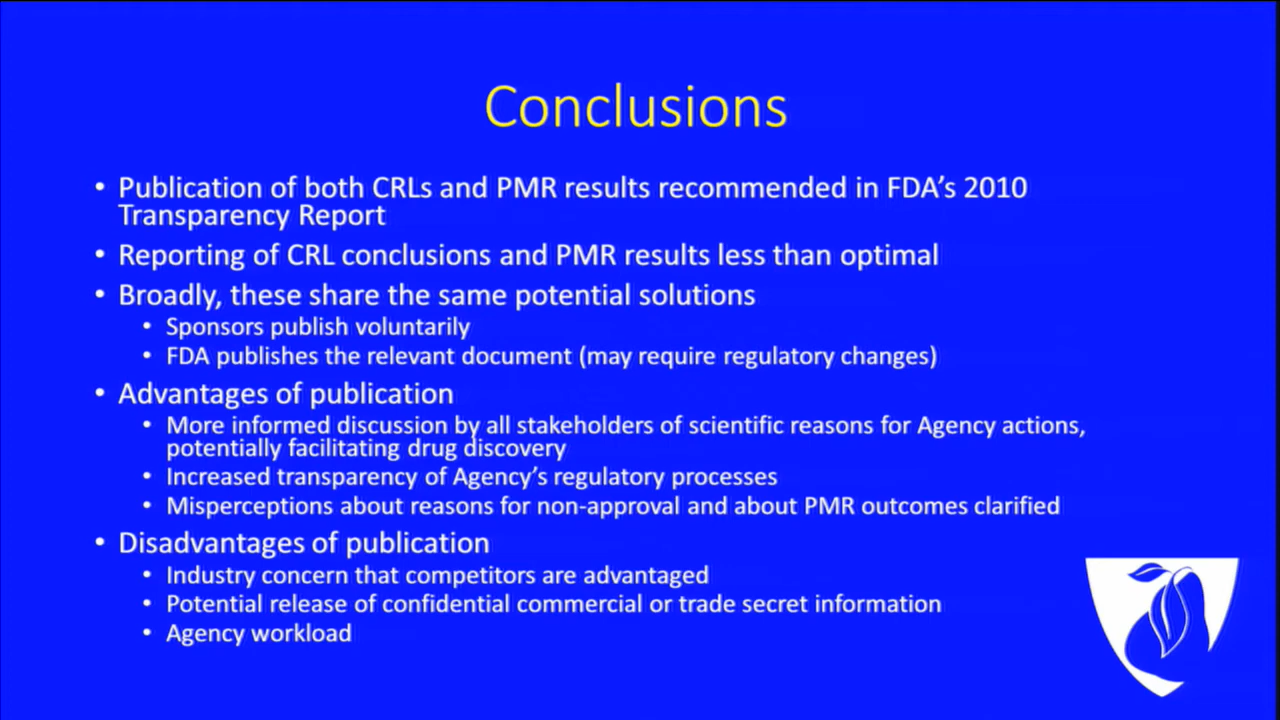 Conclusions
• Publication of both CRLs and PMR results recommended in FDA's 2010
Transparency Report
• Reporting of CRL conclusions and PMR results less than optimal
• Broadly, these share the same potential solutions
• Sponsors publish voluntarily
• FDA publishes the relevant document (may require regulatory changes)
• Advantages of publication
• More informed discussion by all stakeholders of scientific reasons for Agency actions,
potentially facilitating drug discovery
• Increased transparency of Agency's regulatory processes
• Misperceptions about reasons for non-approval and about PMR outcomes clarified
• Disadvantages of publication
• Industry concern that competitors are advantaged
• Potential release of confidential commercial or trade secret information
• Agency workload